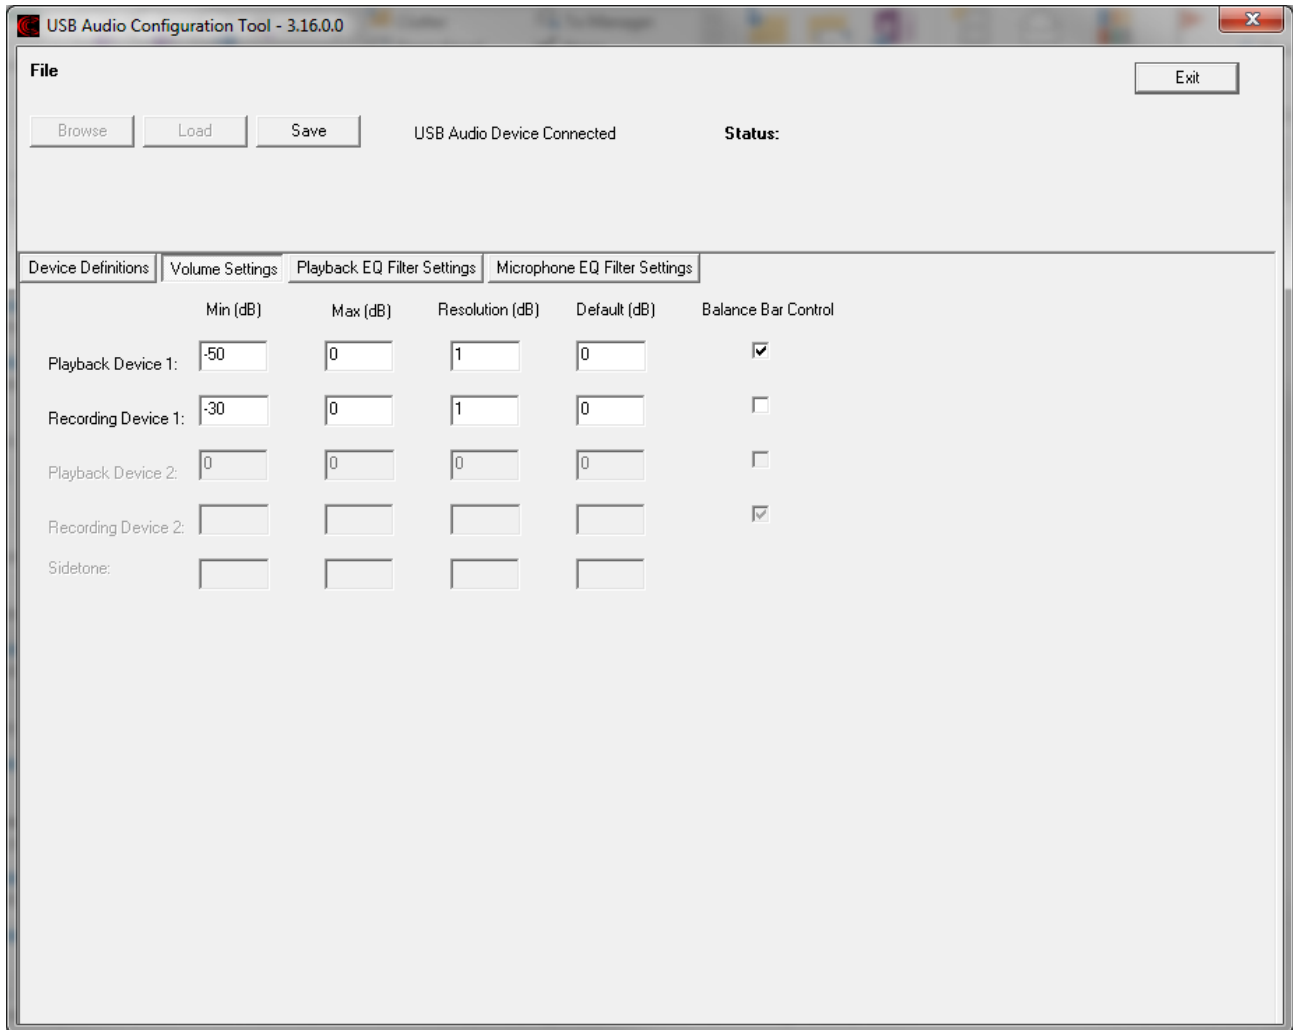 USB Audio Configuration Tool - 3.16.0.0
File
Exit
Browse Load Save USB Audio Device Connected Status:
Device Definitions Volume Settings Playback EQ Filter Settings Microphone EQ Filter Settings
Min (dB) Max (dB) Resolution (dB) Default (dB) Balance Bar Control
Playback Device 1: -50 0 1 0
Recording Device 1: -30 0 1 0
Playback Device 2: 0 0 0 0
Recording Device 2:
Sidetone: